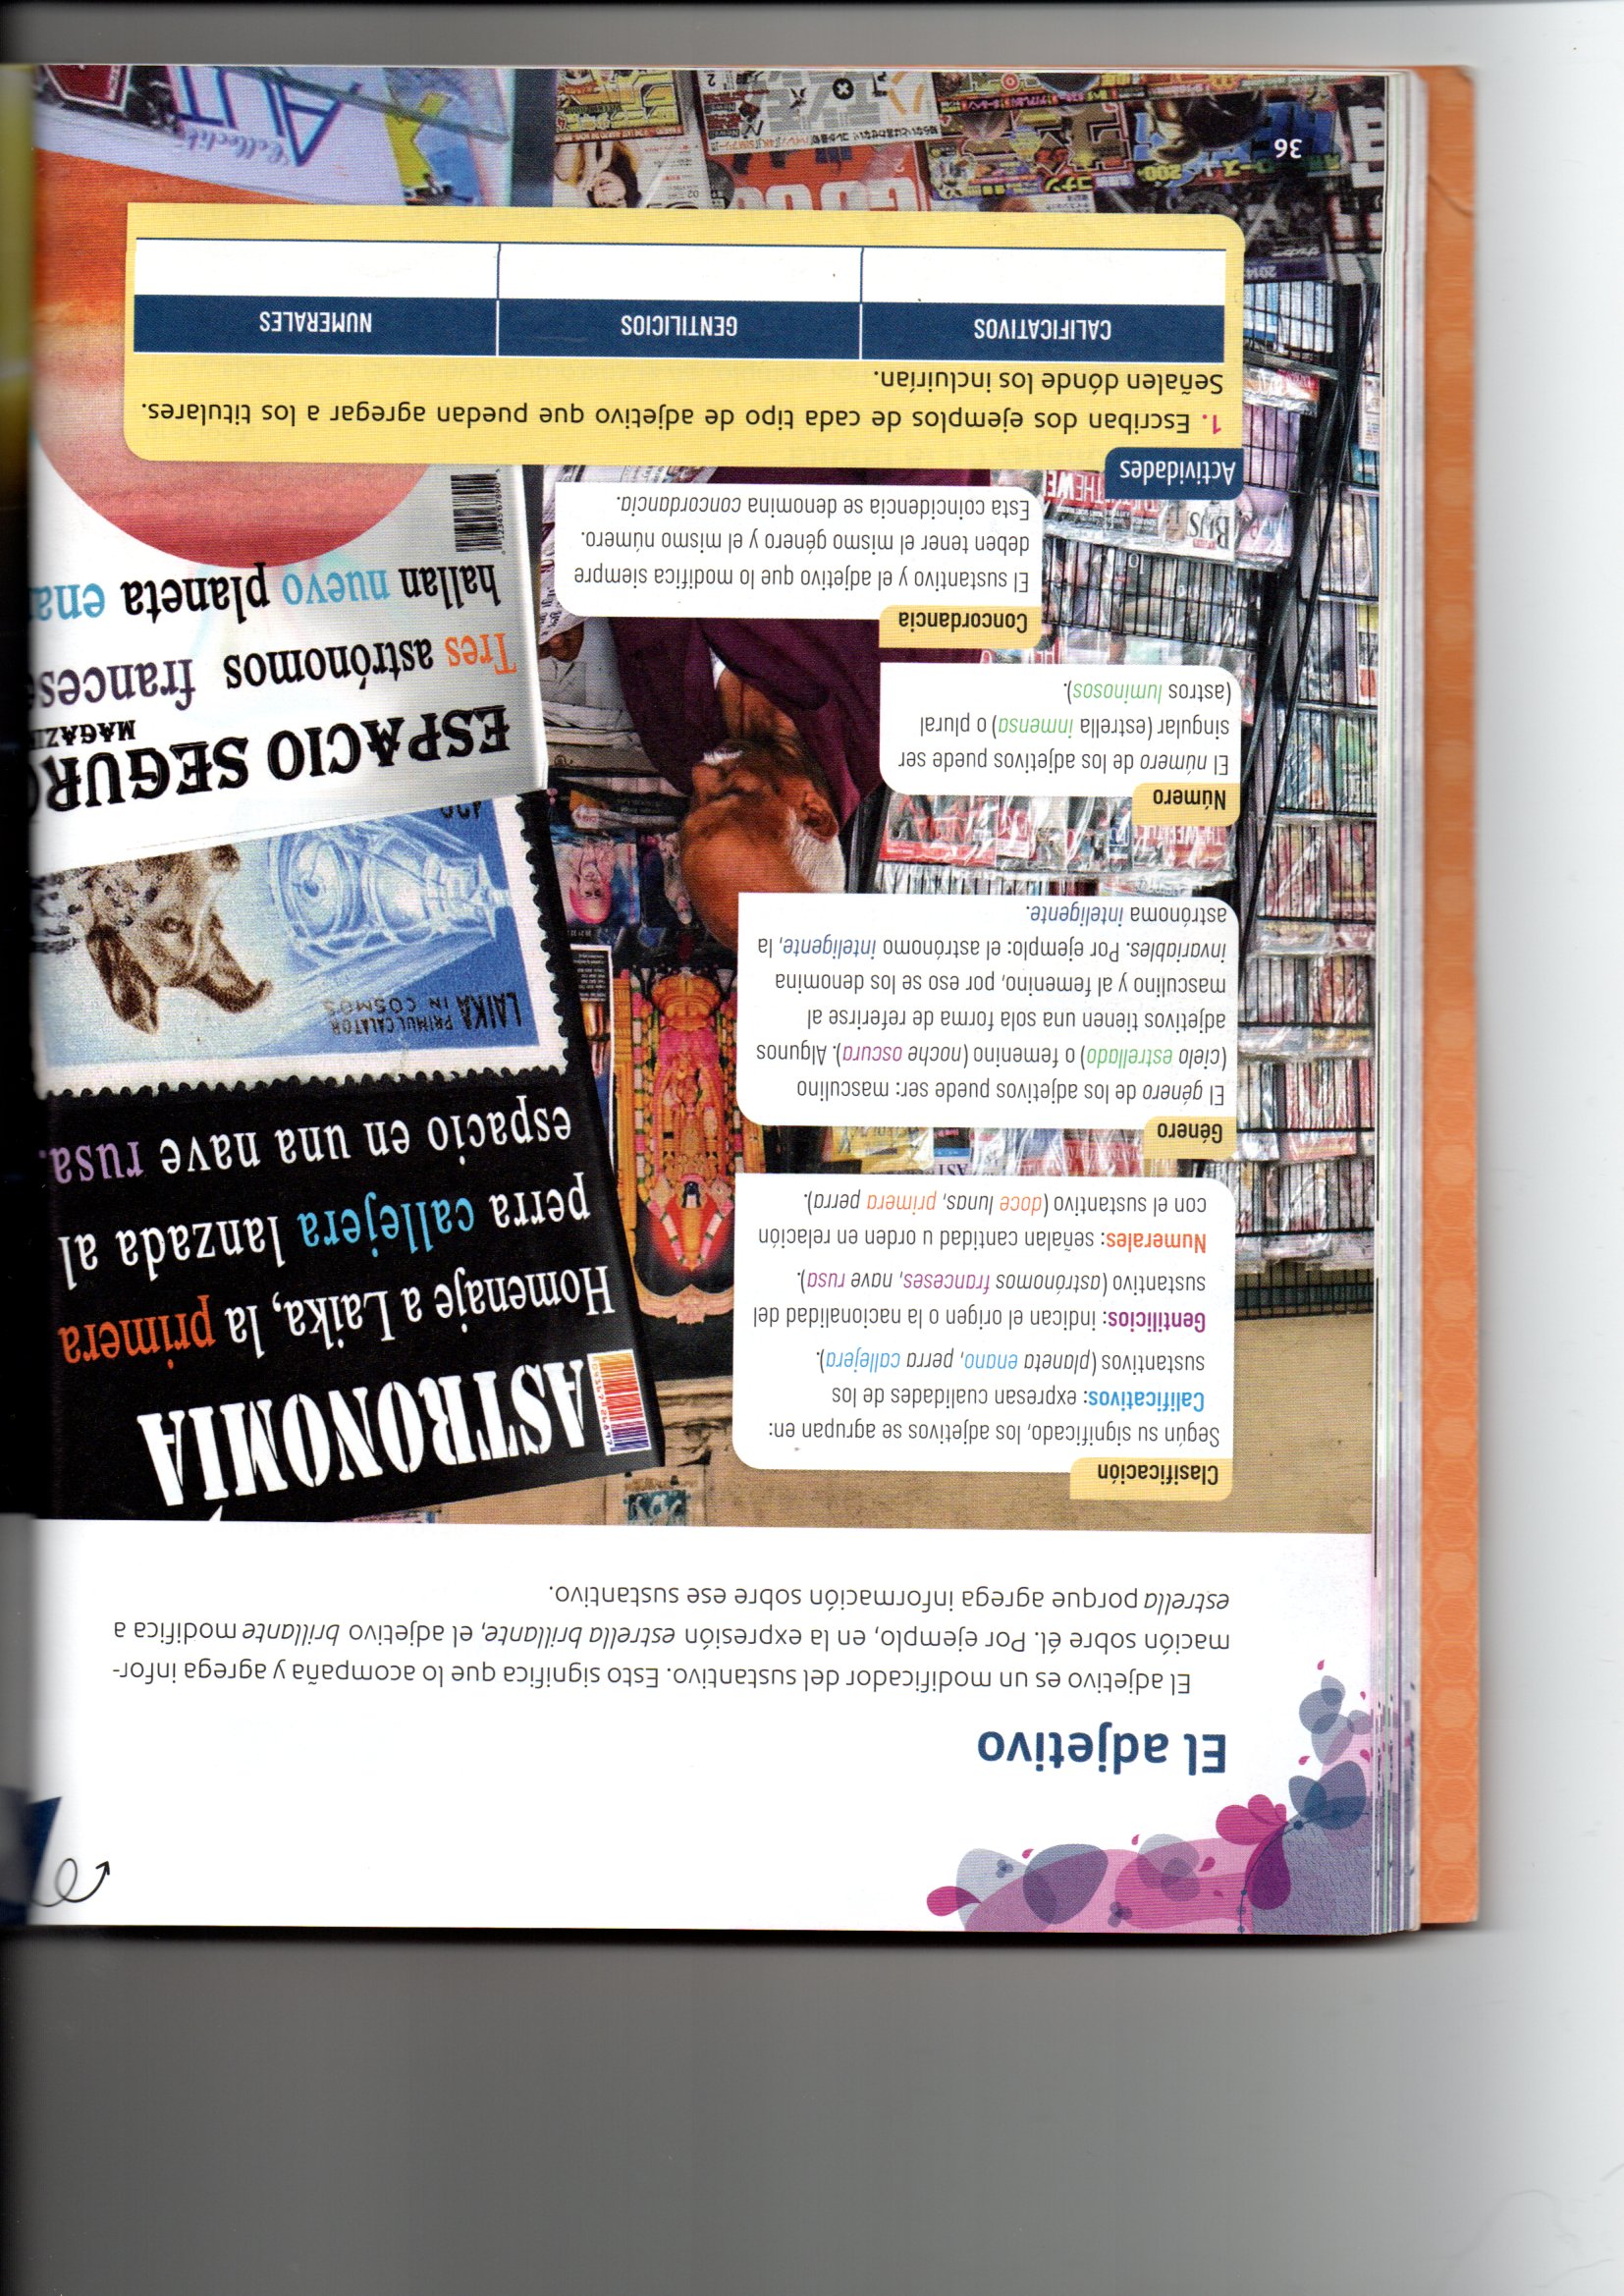 El adjetivo
El adjetivo es un modificador del sustantivo. Esto significa que lo acompaña y agrega infor-
mación sobre él. Por ejemplo, en la expresión estrella brillante, el adjetivo brillante modifica a
estrella porque agrega información sobre ese sustantivo.
Clasificación
Según su significado, los adjetivos se agrupan en:
Calificativos: expresan cualidades de los
sustantivos (planeta enano, perra callejera).
Gentilicios: indican el origen o la nacionalidad del
sustantivo (astrónomos franceses, nave rusa).
Numerales: señalan cantidad u orden en relación
con el sustantivo (doce lunas, primera perra).
Género
El género de los adjetivos puede ser: masculino
(cielo estrellado) o femenino (noche oscura). Algunos
adjetivos tienen una sola forma de referirse al
masculino y al femenino, por eso se los denomina
invariables. Por ejemplo: el astrónomo inteligente, la
astrónoma inteligente.
Número
El número de los adjetivos puede ser
singular (estrella inmensa) o plural
(astros luminosos).
Concordancia
El sustantivo y el adjetivo que lo modifica siempre
deben tener el mismo género y el mismo número.
Esta coincidencia se denomina concordancia.
ASTRONOMÍA
Homenaje a Laika, la primera
perra callejera lanzada al
espacio en una nave rusa.
LAIKA PRIMUL CALATOR
IN COSMOS
ESPACIO SEGURO
Tres astrónomos
hallan nuevo planeta
Actividades
1. Escriban dos ejemplos de cada tipo de adjetivo que puedan agregar a los titulares.
Señalen dónde los incluirían.
CALIFICATIVOS GENTILICIOS NUMERALES
36